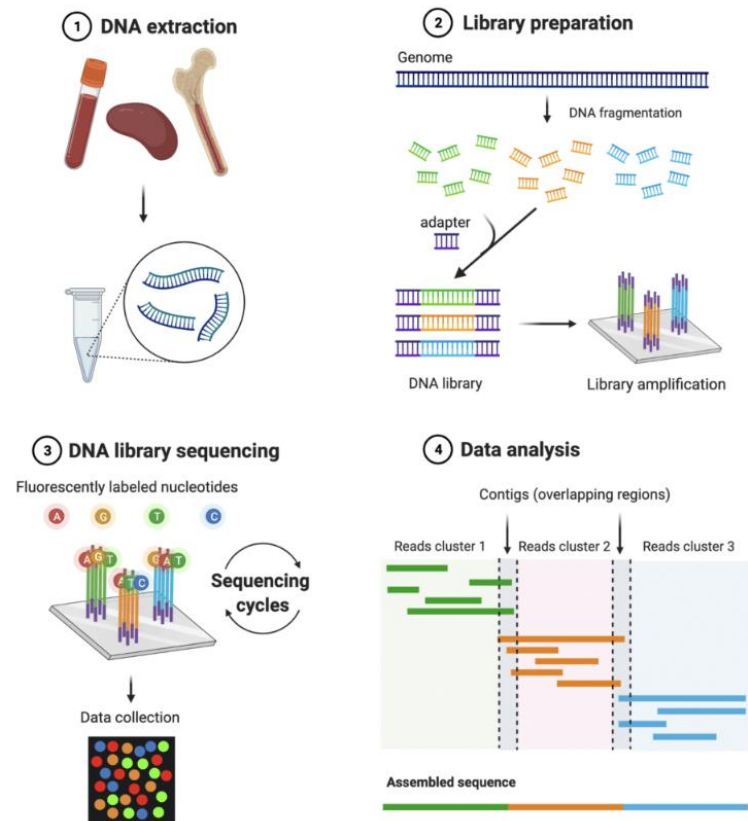 1 DNA extraction
2 Library preparation
Genome
DNA fragmentation
adapter
DNA library
Library amplification
3 DNA library sequencing
Fluorescently labeled nucleotides
A G T C
A G T
G A T
A T C
Sequencing
cycles
Data collection
4 Data analysis
Contigs (overlapping regions)
Reads cluster 1
Reads cluster 2
Reads cluster 3
Assembled sequence